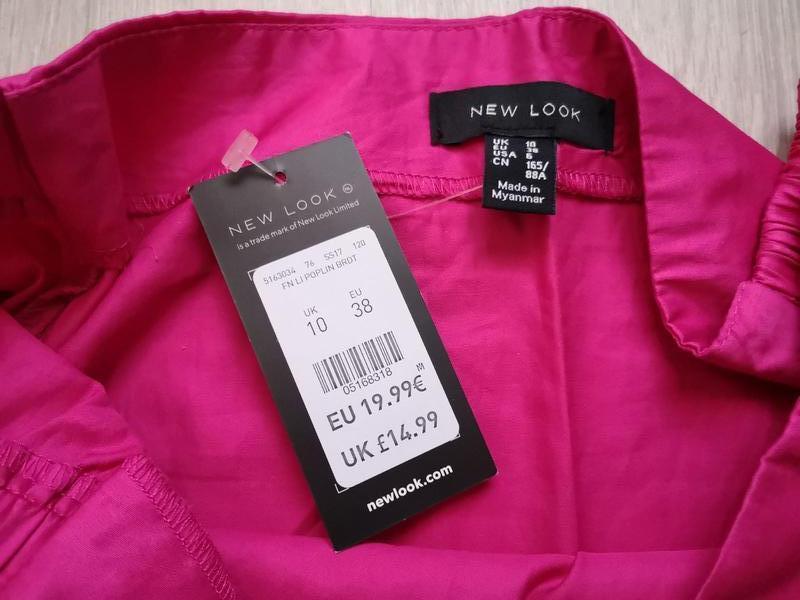 NEW LOOK
UK 10
EU 38
USA 6
CN 165/
88A
Made in
Myanmar
NEW LOOK
is a trade mark of New Look Limited
5163034 76 SS17 120
FN LI POPLIN BRDT
UK EU
10 38
05168318
M
EU 19.99€
UK £14.99
newlook.com